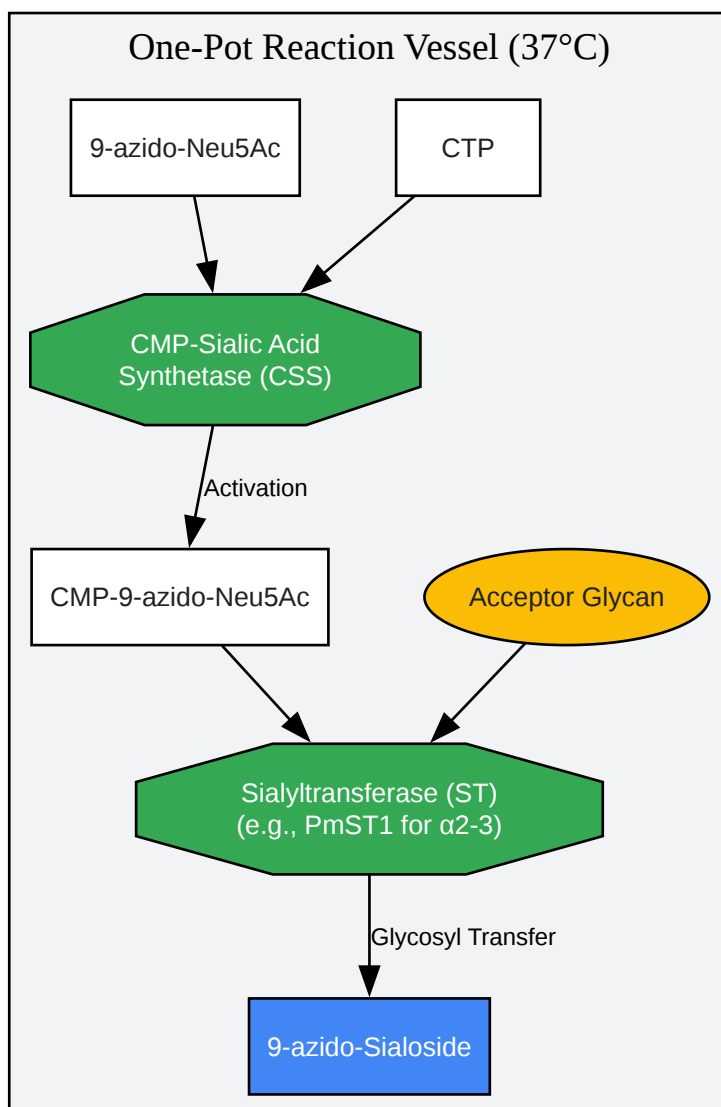 One-Pot Reaction Vessel (37°C)
9-azido-Neu5Ac
CTP
CMP-Sialic Acid
Synthetase (CSS)
Activation
CMP-9-azido-Neu5Ac
Acceptor Glycan
Sialyltransferase (ST)
(e.g., PmST1 for α2-3)
Glycosyl Transfer
9-azido-Sialoside